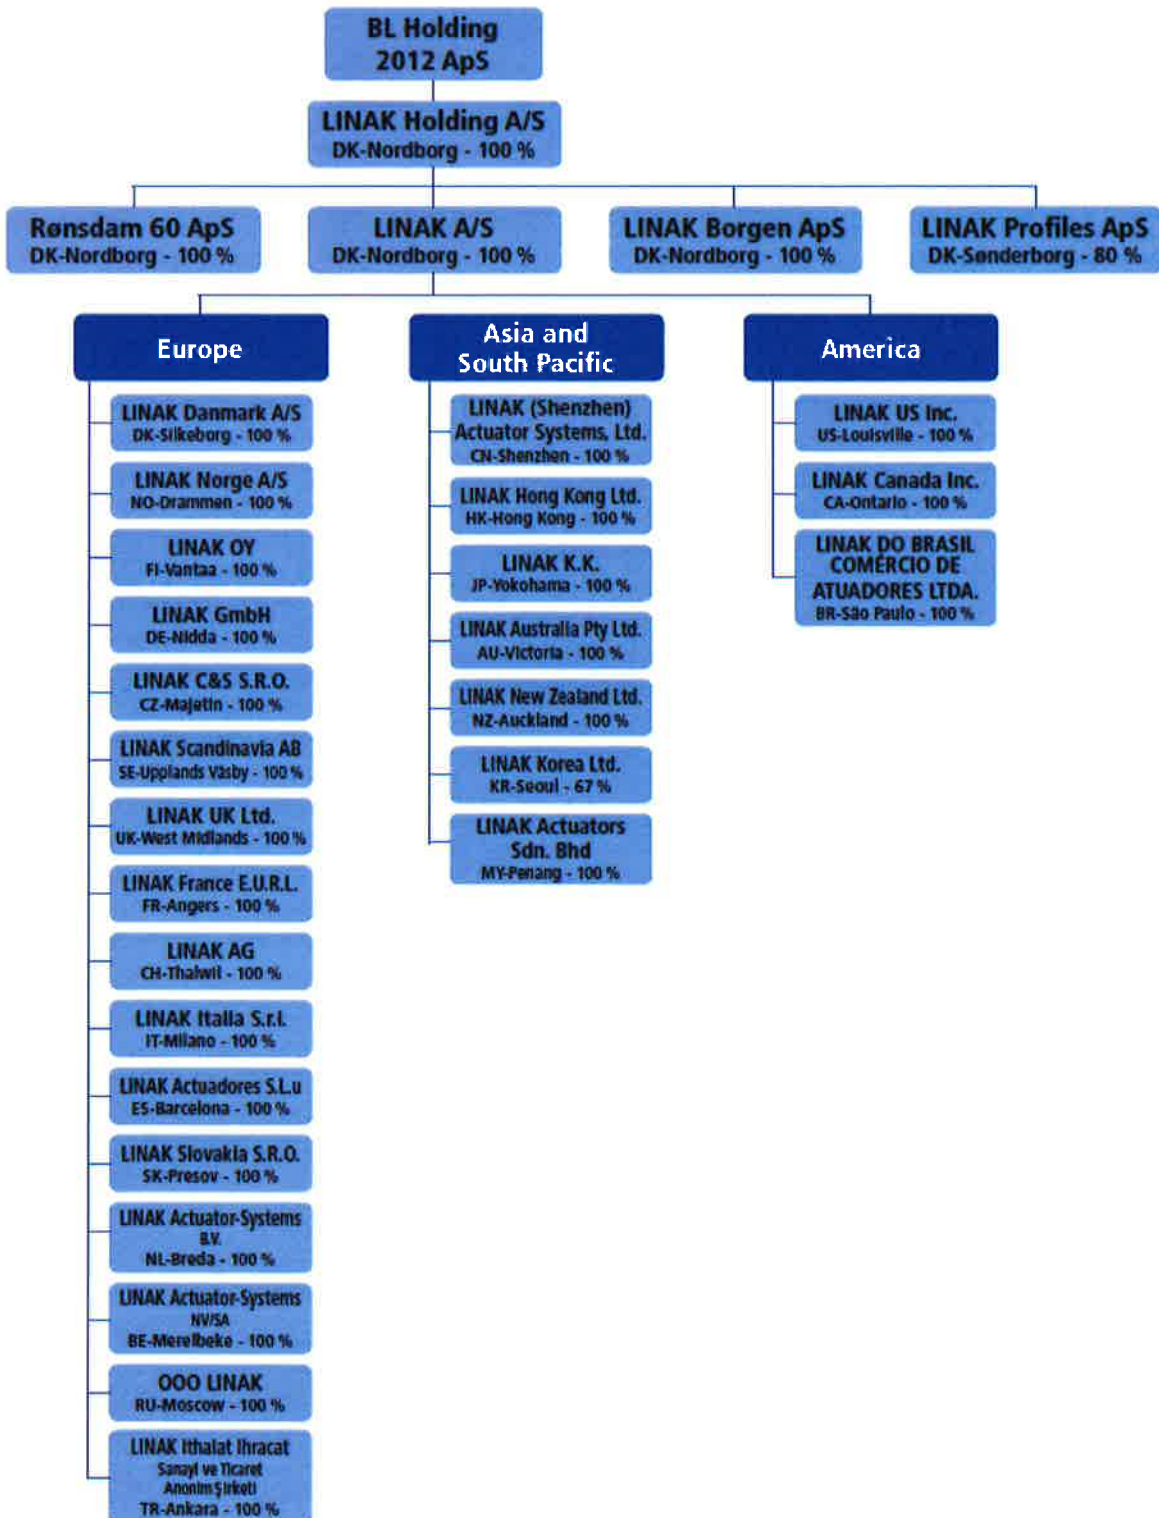 BL Holding
2012 ApS
LINAK Holding A/S
DK-Nordborg - 100 %
Rønsdam 60 ApS
DK-Nordborg - 100 %
LINAK A/S
DK-Nordborg - 100 %
LINAK Borgen ApS
DK-Nordborg - 100 %
LINAK Profiles ApS
DK-Sønderborg - 80 %
Europe
LINAK Danmark A/S
DK-Silkeborg - 100 %
LINAK Norge A/S
NO-Drammen - 100 %
LINAK OY
FI-Vantaa - 100 %
LINAK GmbH
DE-Nidda - 100 %
LINAK C&S S.R.O.
CZ-Majetin - 100 %
LINAK Scandinavia AB
SE-Upplands Väsby - 100 %
LINAK UK Ltd.
UK-West Midlands - 100 %
LINAK France E.U.R.L.
FR-Angers - 100 %
LINAK AG
CH-Thalwil - 100 %
LINAK Italia S.r.l.
IT-Milano - 100 %
LINAK Actuadores S.L.u
ES-Barcelona - 100 %
LINAK Slovakia S.R.O.
SK-Presov - 100 %
LINAK Actuator-Systems
B.V.
NL-Breda - 100 %
LINAK Actuator-Systems
NV/SA
BE-Merelbeke - 100 %
OOO LINAK
RU-Moscow - 100 %
LINAK Ithalat Ihracat
Sanayi ve Ticaret
Anonim Şirketi
TR-Ankara - 100 %
Asia and
South Pacific
LINAK (Shenzhen)
Actuator Systems, Ltd.
CN-Shenzhen - 100 %
LINAK Hong Kong Ltd.
HK-Hong Kong - 100 %
LINAK K.K.
JP-Yokohama - 100 %
LINAK Australia Pty Ltd.
AU-Victoria - 100 %
LINAK New Zealand Ltd.
NZ-Auckland - 100 %
LINAK Korea Ltd.
KR-Seoul - 67 %
LINAK Actuators
Sdn. Bhd
MY-Penang - 100 %
America
LINAK US Inc.
US-Louisville - 100 %
LINAK Canada Inc.
CA-Ontario - 100 %
LINAK DO BRASIL
COMÉRCIO DE
ATUADORES LTDA.
BR-São Paulo - 100 %